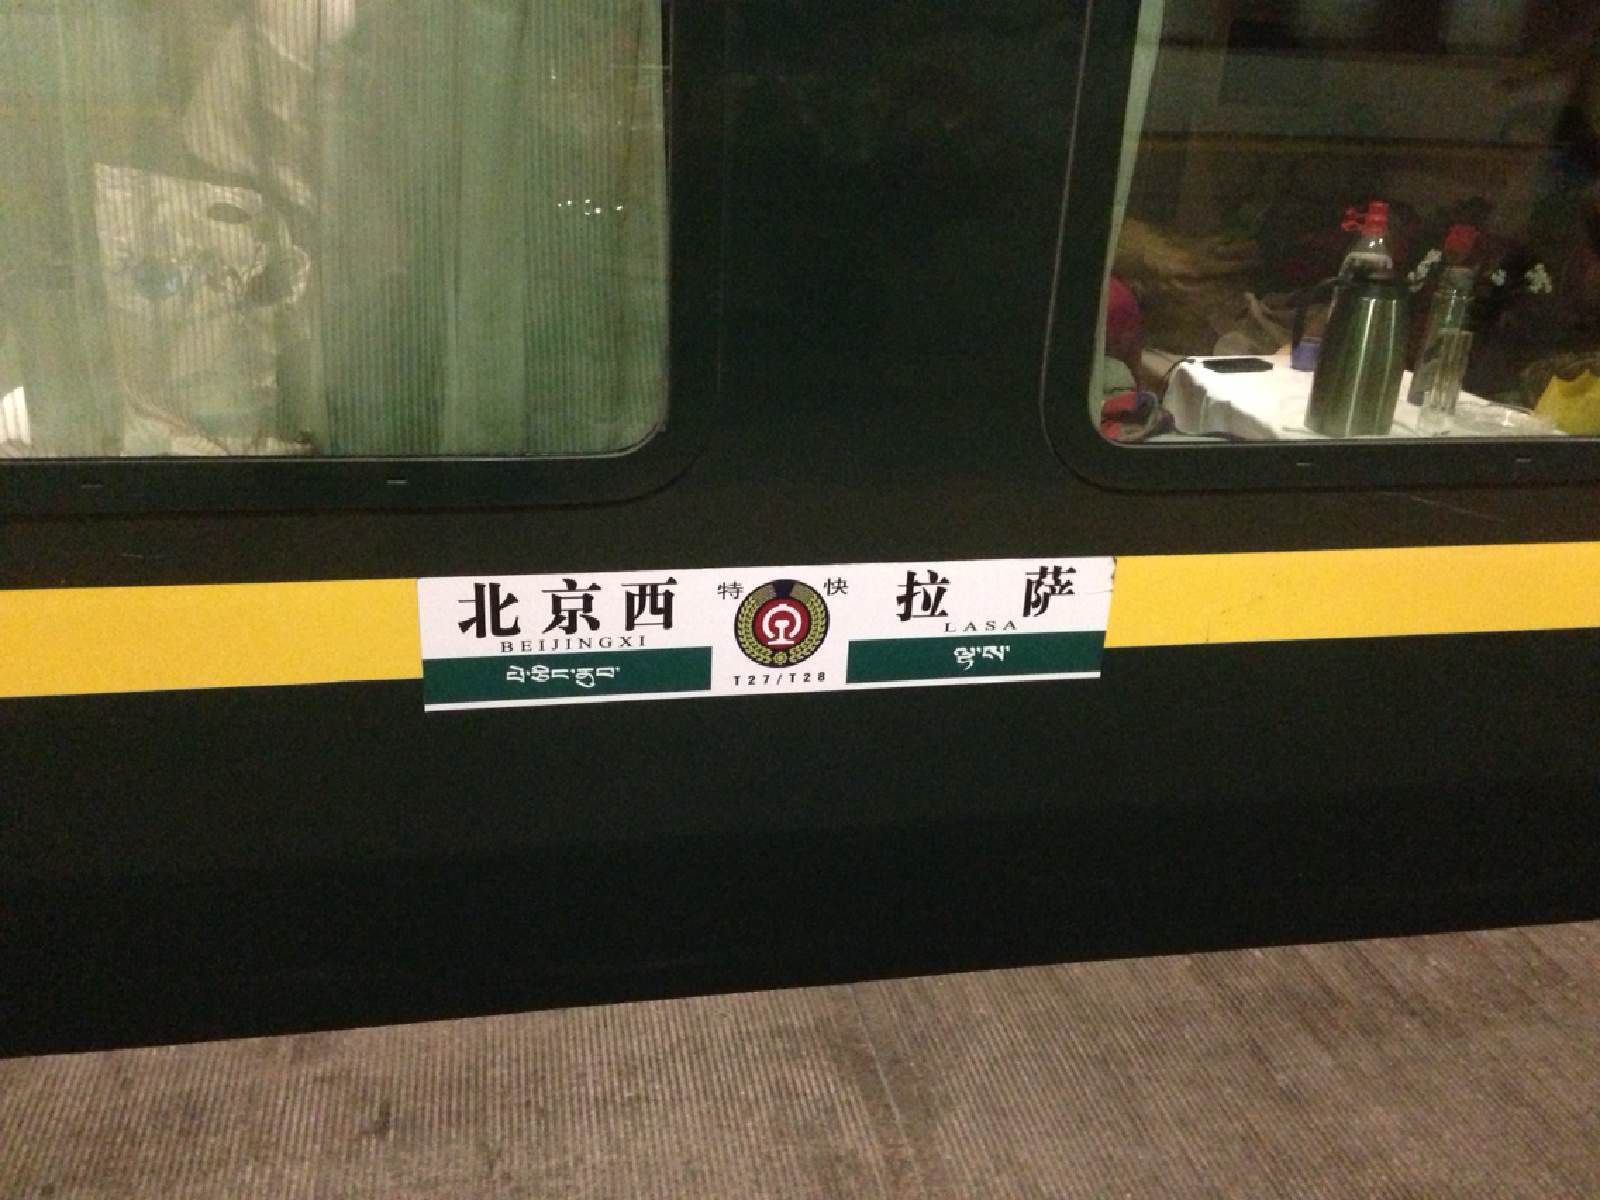 北京西 特 快 拉 萨
BEIJINGXI LASA
པེ་ཅིང་ནུབ་ ལྷ་ས་
T27/T28